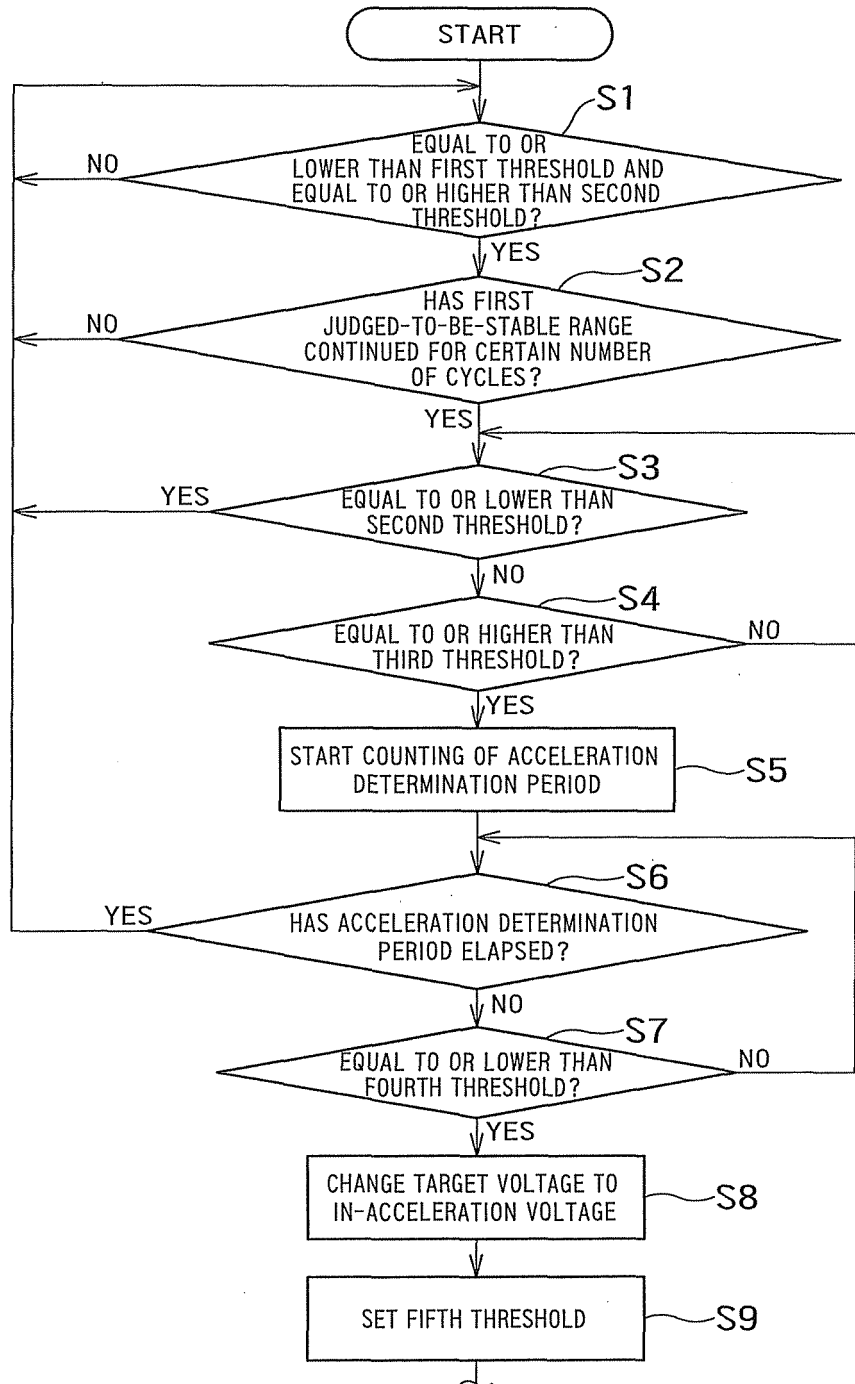 START
S1
EQUAL TO OR
LOWER THAN FIRST THRESHOLD AND
EQUAL TO OR HIGHER THAN SECOND
THRESHOLD?
NO
YES
S2
HAS FIRST
JUDGED-TO-BE-STABLE RANGE
CONTINUED FOR CERTAIN NUMBER
OF CYCLES?
NO
YES
S3
EQUAL TO OR LOWER THAN
SECOND THRESHOLD?
YES
NO
S4
EQUAL TO OR HIGHER THAN
THIRD THRESHOLD?
NO
YES
START COUNTING OF ACCELERATION
DETERMINATION PERIOD
S5
S6
HAS ACCELERATION DETERMINATION
PERIOD ELAPSED?
YES
NO
S7
EQUAL TO OR LOWER THAN
FOURTH THRESHOLD?
NO
YES
CHANGE TARGET VOLTAGE TO
IN-ACCELERATION VOLTAGE
S8
SET FIFTH THRESHOLD
S9